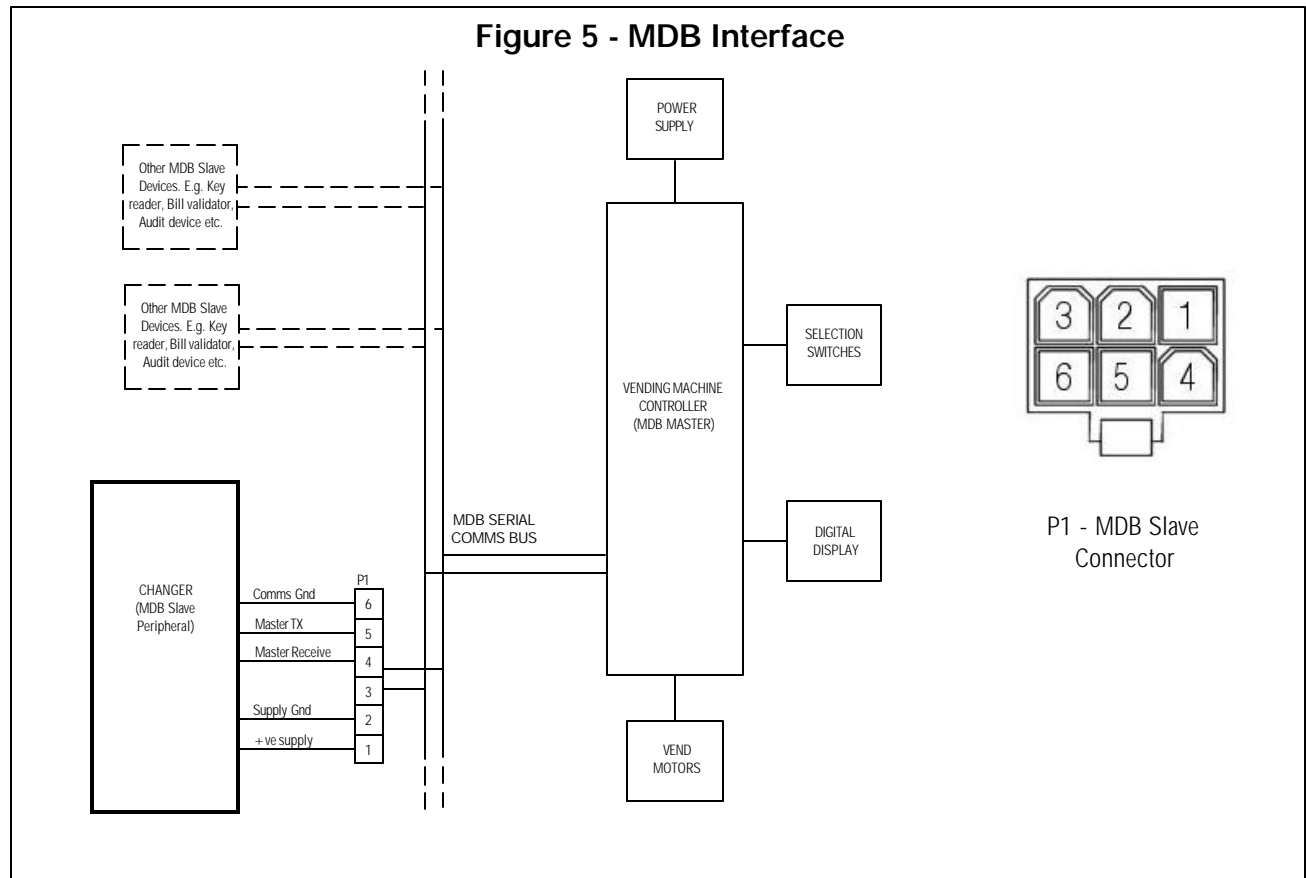 Figure 5 - MDB Interface
POWER
SUPPLY
Other MDB Slave
Devices. E.g. Key
reader, Bill validator,
Audit device etc.
Other MDB Slave
Devices. E.g. Key
reader, Bill validator,
Audit device etc.
VENDING MACHINE
CONTROLLER
(MDB MASTER)
SELECTION
SWITCHES
DIGITAL
DISPLAY
VEND
MOTORS
MDB SERIAL
COMMS BUS
CHANGER
(MDB Slave
Peripheral)
P1
Comms Gnd 6
Master TX 5
Master Receive 4
3
Supply Gnd 2
+ve supply 1
3 2 1
6 5 4
P1 - MDB Slave
Connector